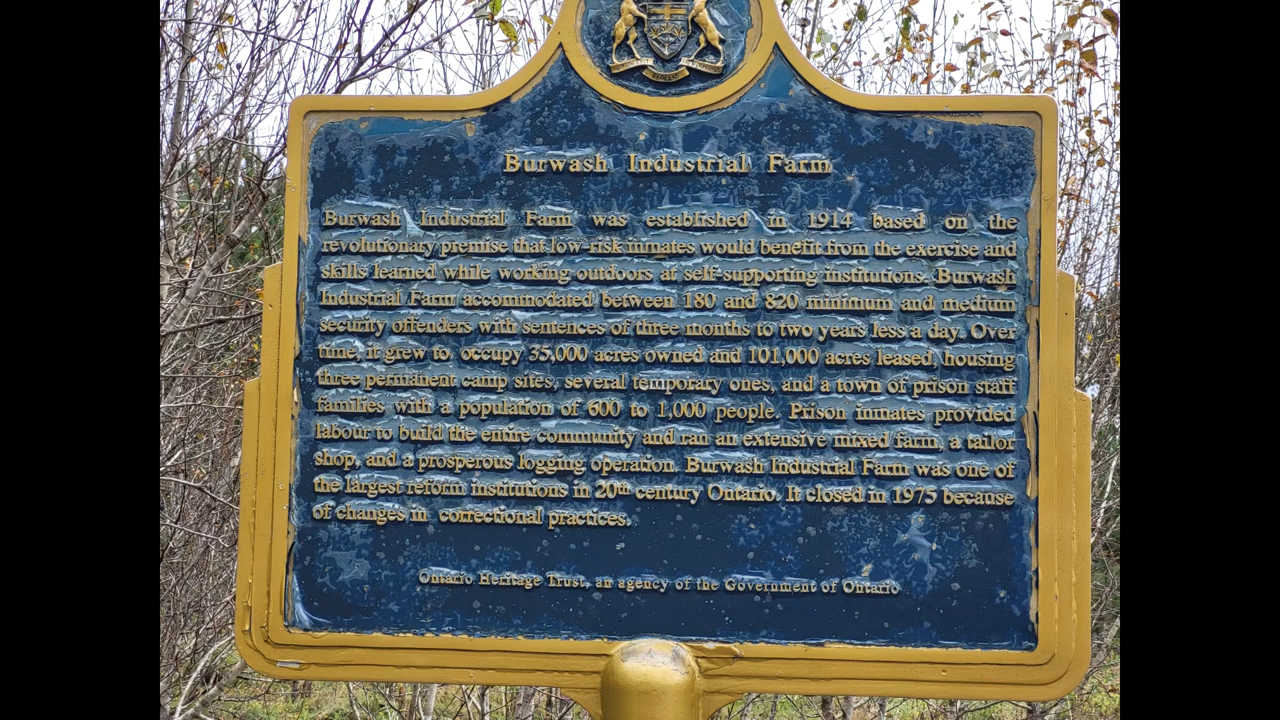 Burwash Industrial Farm
Burwash Industrial Farm was established in 1914 based on the
revolutionary premise that low-risk inmates would benefit from the exercise and
skills learned while working outdoors at self-supporting institutions. Burwash
Industrial Farm accommodated between 180 and 820 minimum and medium
security offenders with sentences of three months to two years less a day. Over
time, it grew to occupy 35,000 acres owned and 101,000 acres leased, housing
three permanent camp sites, several temporary ones, and a town of prison staff
families with a population of 600 to 1,000 people. Prison inmates provided
labour to build the entire community and ran an extensive mixed farm, a tailor
shop, and a prosperous logging operation. Burwash Industrial Farm was one of
the largest reform institutions in 20th century Ontario. It closed in 1975 because
of changes in correctional practices.
Ontario Heritage Trust, an agency of the Government of Ontario